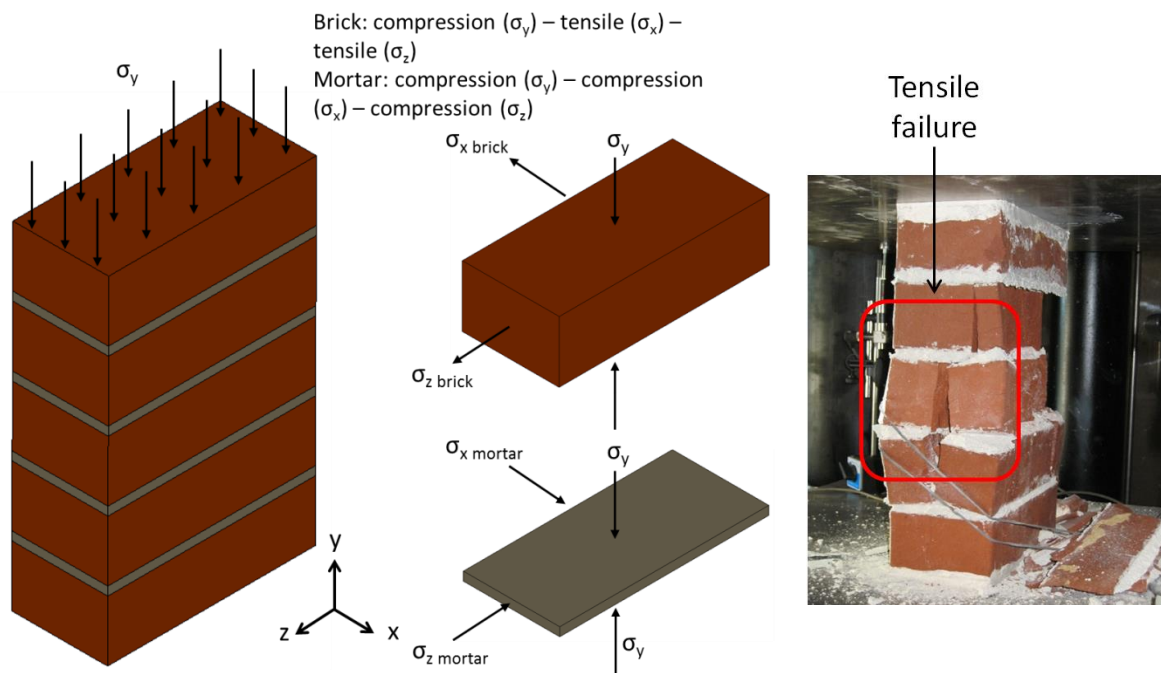 Brick: compression (σy) – tensile (σx) –
tensile (σz)
Mortar: compression (σy) – compression
(σx) – compression (σz)
σy
σx brick
σy
σz brick
σx mortar
σy
σz mortar
σy
y
z
x
Tensile
failure